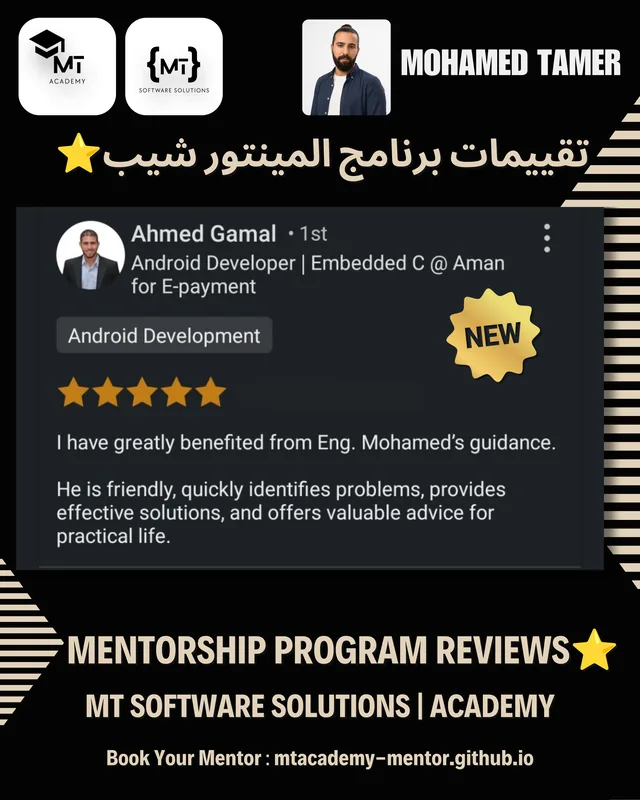 MT
ACADEMY
{MT}
SOFTWARE SOLUTIONS
MOHAMED TAMER
تقييمات برنامج المينتور شيب⭐
Ahmed Gamal • 1st
Android Developer | Embedded C @ Aman
for E-payment
Android Development
NEW
I have greatly benefited from Eng. Mohamed’s guidance.
He is friendly, quickly identifies problems, provides
effective solutions, and offers valuable advice for
practical life.
MENTORSHIP PROGRAM REVIEWS⭐
MT SOFTWARE SOLUTIONS | ACADEMY
Book Your Mentor : mtacademy-mentor.github.io